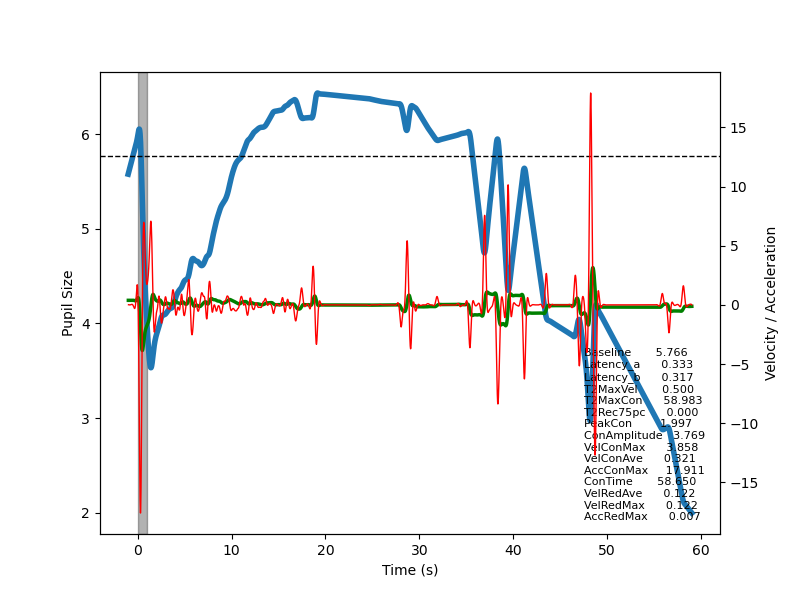 6
5
4
3
2
15
10
5
0
−5
−10
−15
0
10
20
30
40
50
60
Time (s)
Pupil Size
Velocity / Acceleration
Baseline 5.766
Latency_a 0.333
Latency_b 0.317
T2MaxVel 0.500
T2MaxCon 58.983
T2Rec75pc 0.000
PeakCon 1.997
ConAmplitude 3.769
VelConMax 3.858
VelConAve 0.321
AccConMax 17.911
ConTime 58.650
VelRedAve 0.122
VelRedMax 0.132
AccRedMax 0.007